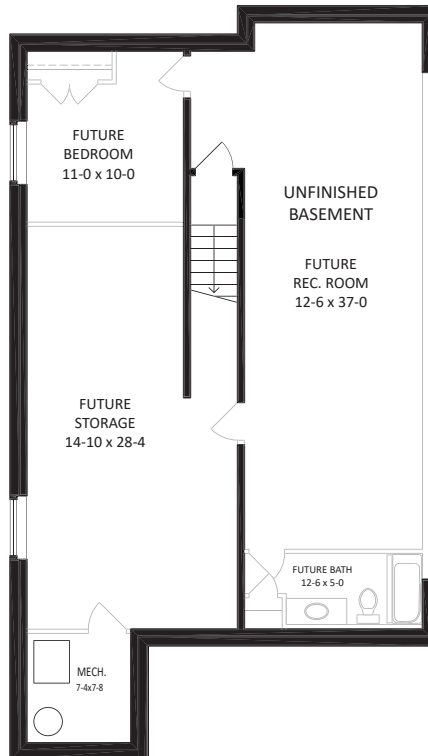 FUTURE
BEDROOM
11-0 x 10-0
UNFINISHED
BASEMENT
FUTURE
REC. ROOM
12-6 x 37-0
FUTURE
STORAGE
14-10 x 28-4
FUTURE BATH
12-6 x 5-0
MECH.
7-4x7-8